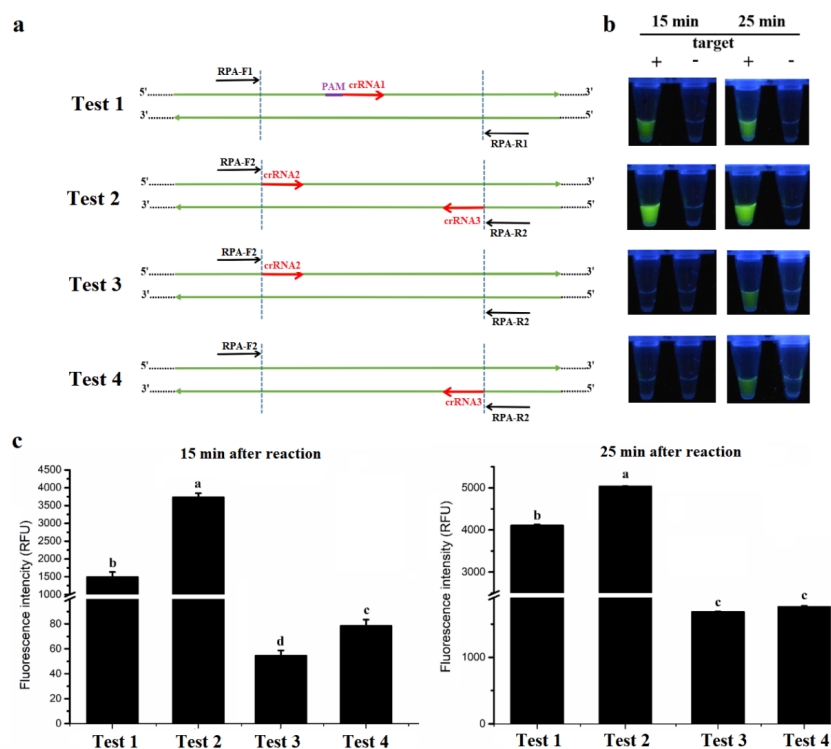 a
b
15 min 25 min
target
+ - + -
RPA-F1
PAM crRNA1
5' 3'
Test 1
3' 5'
RPA-R1
RPA-F2
crRNA2
5' 3'
Test 2
3' 5'
crRNA3
RPA-R2
RPA-F2
crRNA2
5' 3'
Test 3
3' 5'
RPA-R2
RPA-F2
5' 3'
Test 4
3' 5'
crRNA3
RPA-R2
c
15 min after reaction
Fluorescence intencity (RFU)
4500
4000
3500
3000
2500
2000
1500
1000
80
60
40
20
0
b
a
d
c
Test 1 Test 2 Test 3 Test 4
25 min after reaction
Fluorescence intensity (RFU)
5000
4000
3000
1000
0
b
a
c
c
Test 1 Test 2 Test 3 Test 4